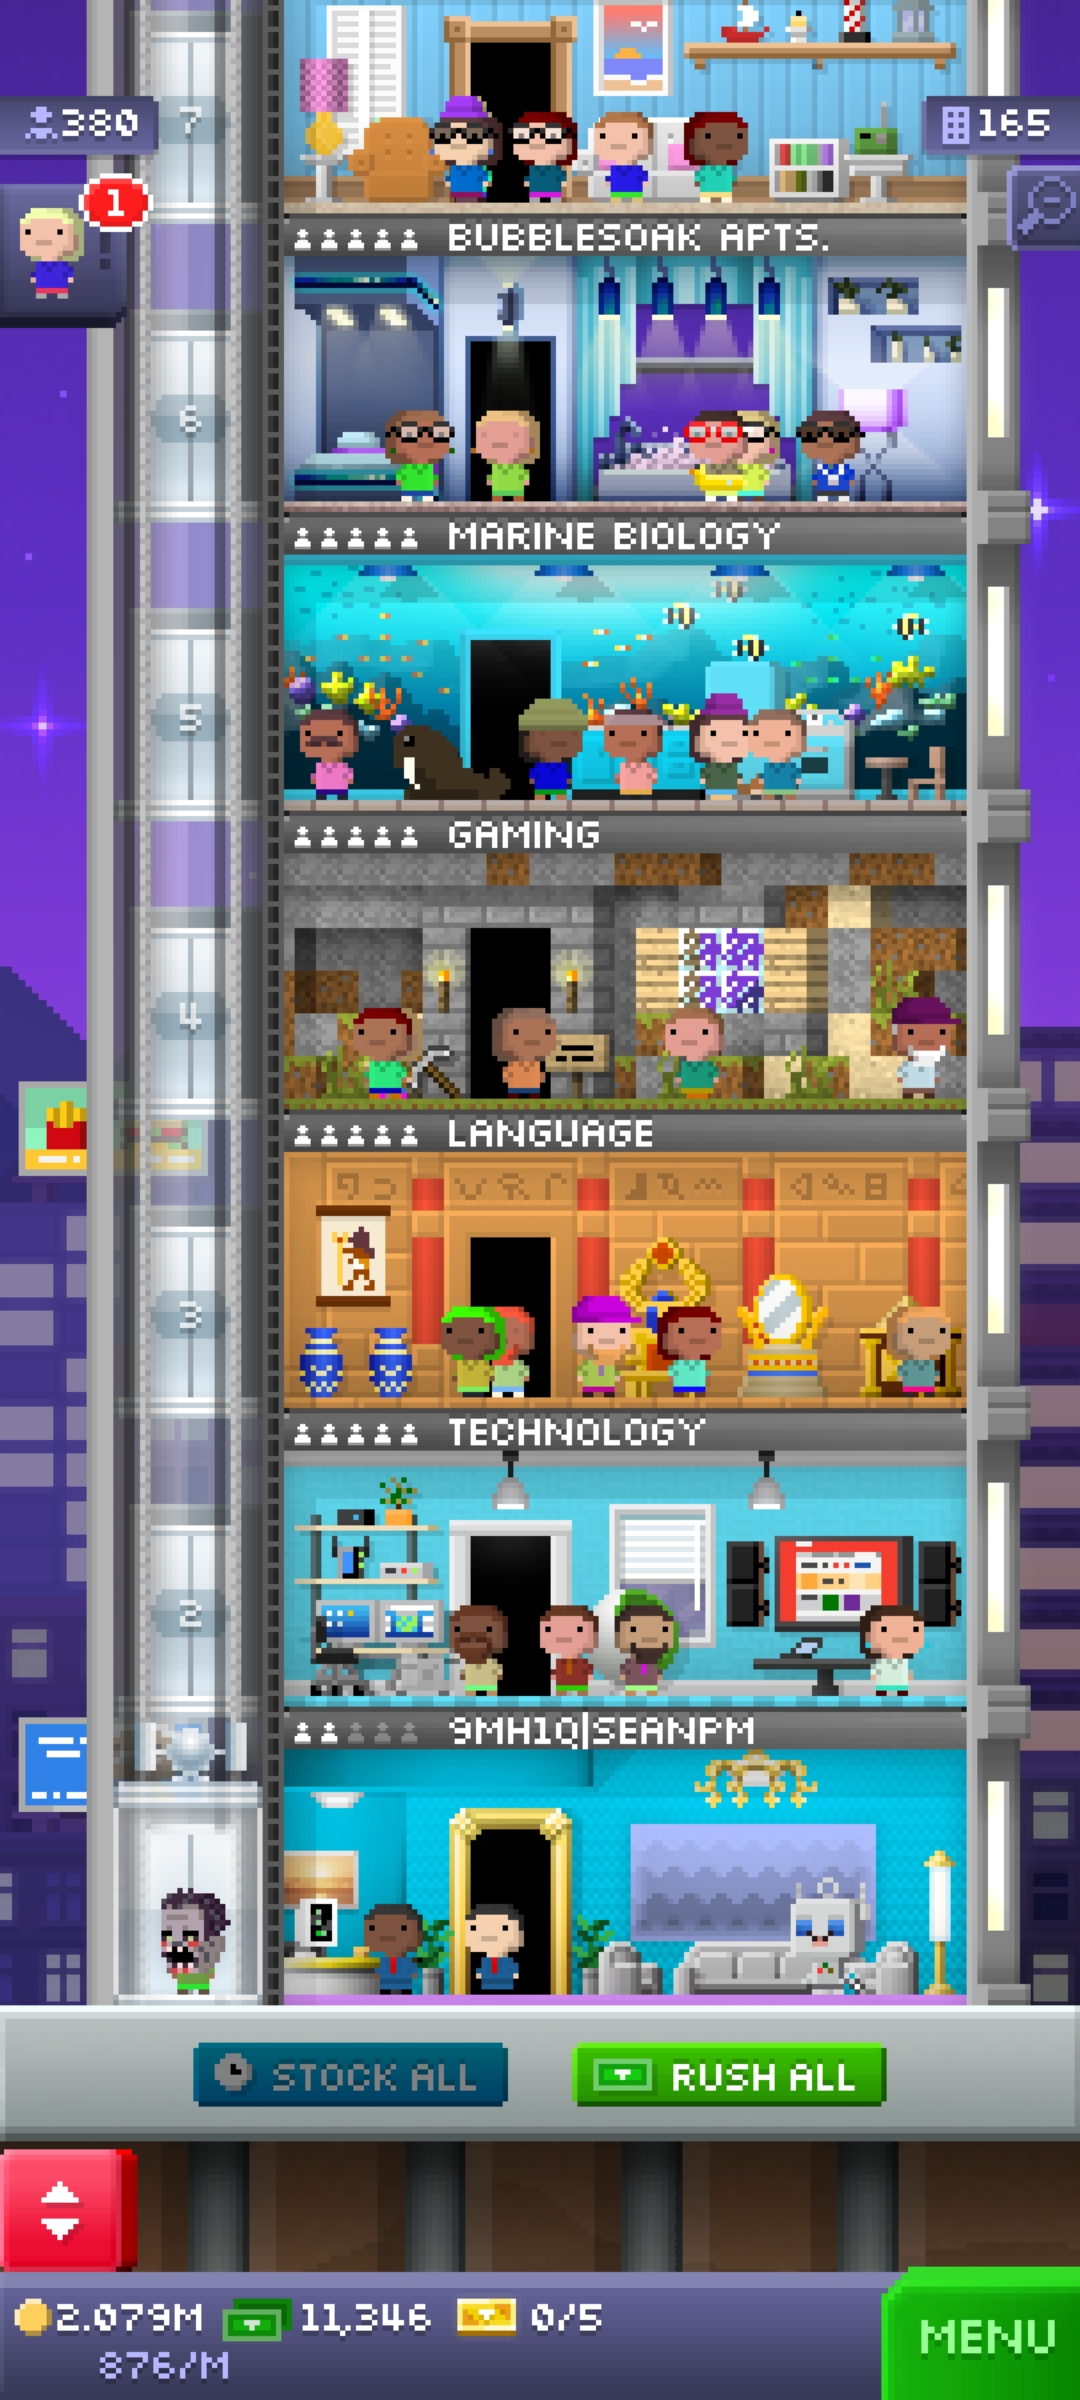 7
380
165
1
BUBBLESOAK APTS.
6
MARINE BIOLOGY
5
GAMING
4
LANGUAGE
3
TECHNOLOGY
2
9MH1Q|SEANPM
STOCK ALL
RUSH ALL
2.079M
11,346
0/5
876/M
MENU